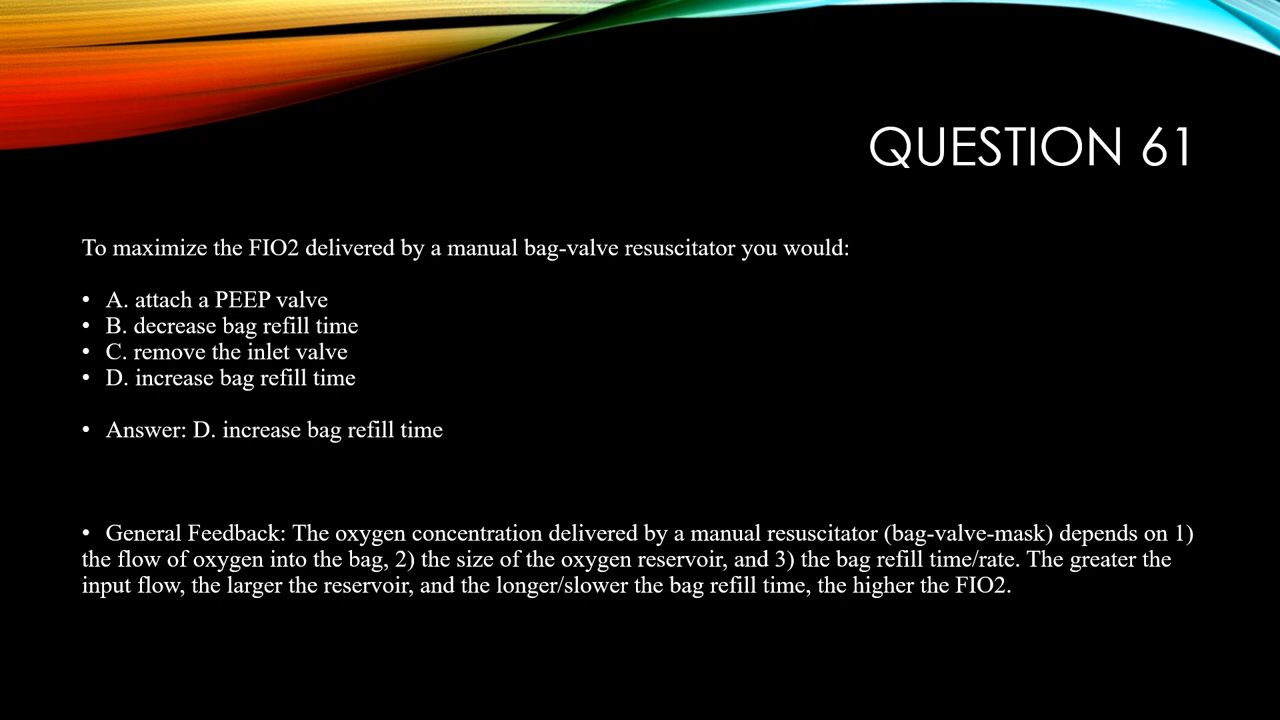 QUESTION 61
To maximize the FIO2 delivered by a manual bag-valve resuscitator you would:
• A. attach a PEEP valve
• B. decrease bag refill time
• C. remove the inlet valve
• D. increase bag refill time
• Answer: D. increase bag refill time
• General Feedback: The oxygen concentration delivered by a manual resuscitator (bag-valve-mask) depends on 1)
the flow of oxygen into the bag, 2) the size of the oxygen reservoir, and 3) the bag refill time/rate. The greater the
input flow, the larger the reservoir, and the longer/slower the bag refill time, the higher the FIO2.